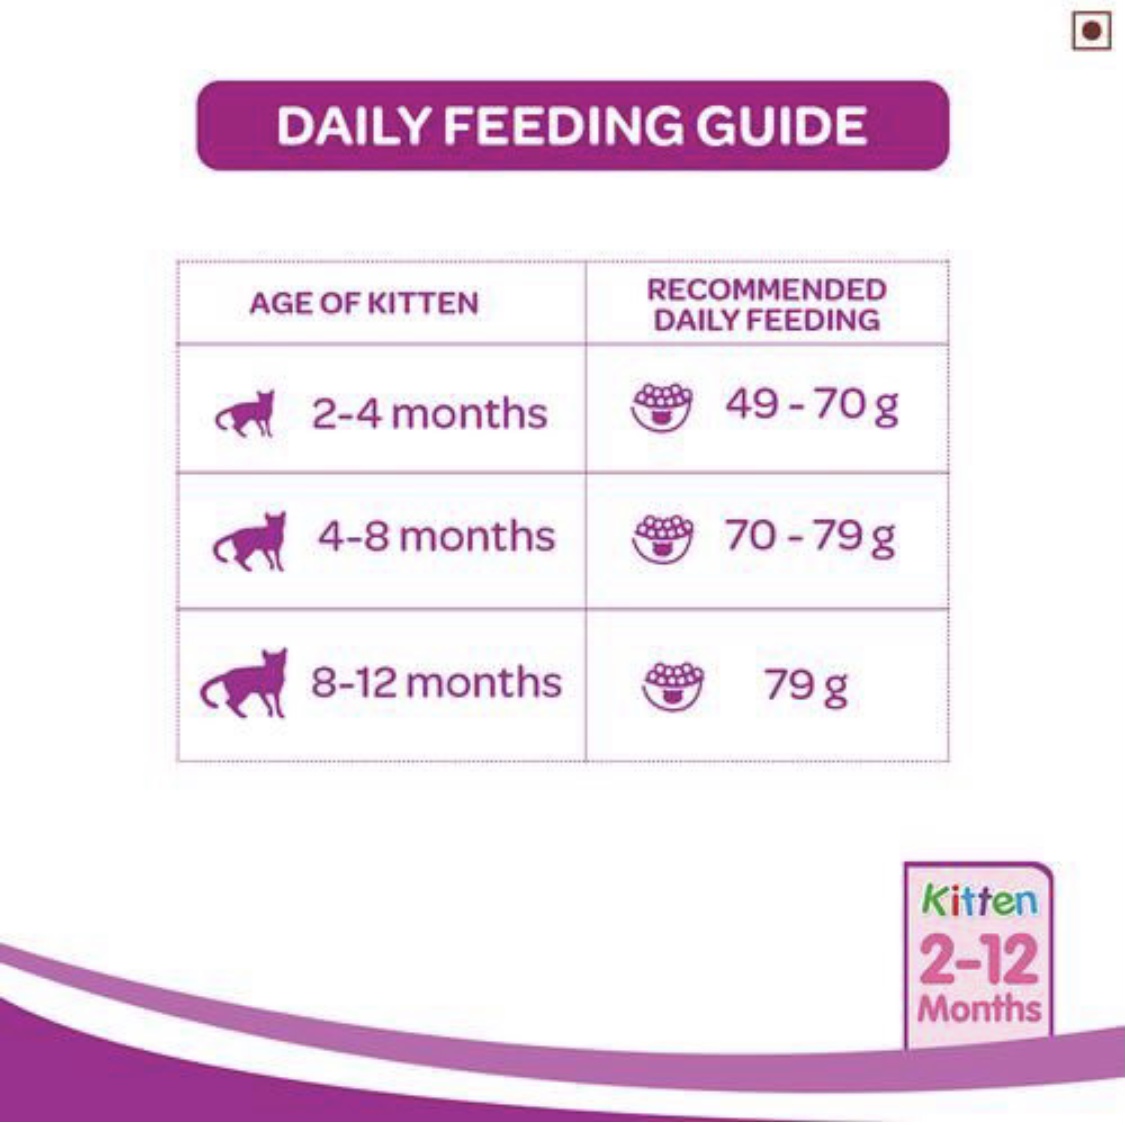 DAILY FEEDING GUIDE
AGE OF KITTEN
RECOMMENDED
DAILY FEEDING
2-4 months
49 - 70 g
4-8 months
70 - 79 g
8-12 months
79 g
Kitten
2-12
Months